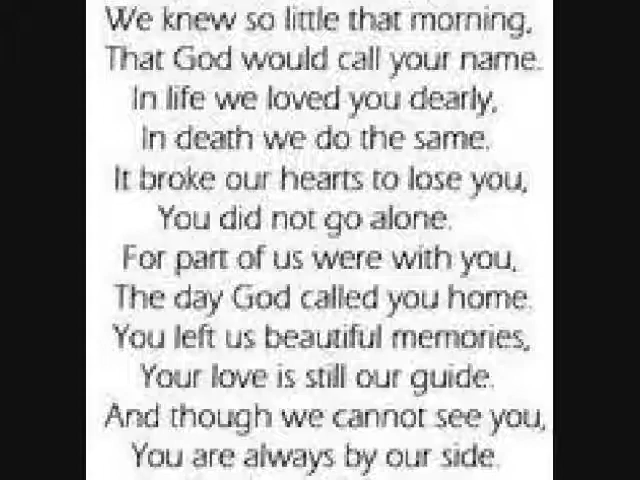 We knew so little that morning,
That God would call your name.
In life we loved you dearly,
In death we do the same.
It broke our hearts to lose you,
You did not go alone.
For part of us were with you,
The day God called you home.
You left us beautiful memories,
Your love is still our guide.
And though we cannot see you,
You are always by our side.